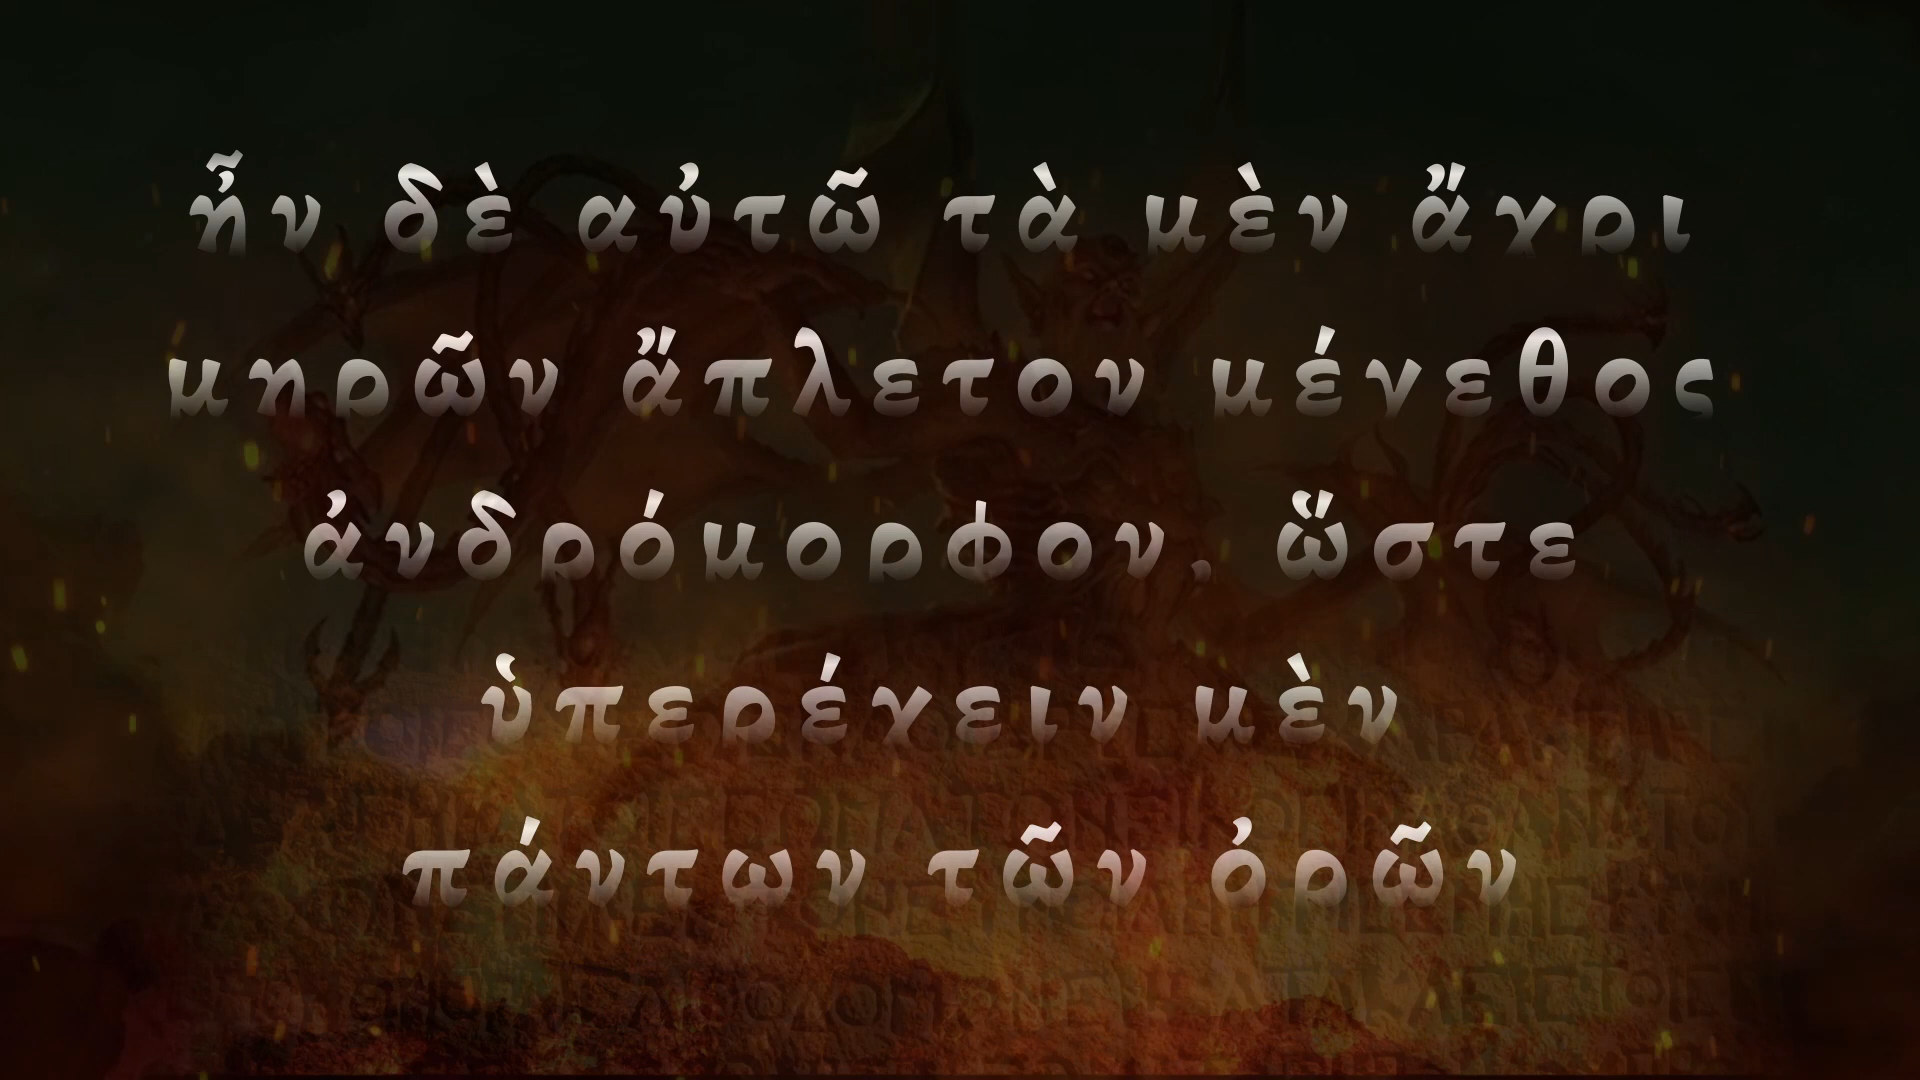 ἦν δὲ αὐτῶ τὰ μὲν ἄχρι
μηρῶν ἄπλετον μέγεθος
ἀνδρόμορφον, ὥστε
ὑπερέχειν μὲν
πάντων τῶν ὀρῶν